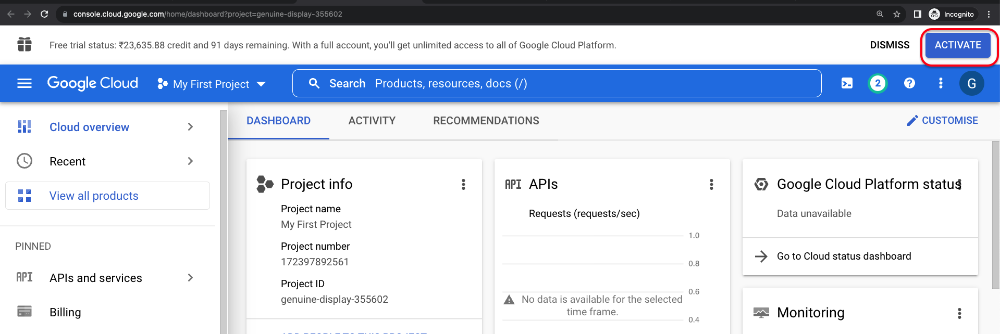 console.cloud.google.com/home/dashboard?project=genuine-display-355602
Incognito
Free trial status: ₹23,635.88 credit and 91 days remaining. With a full account, you'll get unlimited access to all of Google Cloud Platform.
DISMISS
ACTIVATE
Google Cloud
My First Project
Search Products, resources, docs (/)
2
?
G
Cloud overview
Recent
View all products
PINNED
API APIs and services
Billing
DASHBOARD
ACTIVITY
RECOMMENDATIONS
CUSTOMISE
Project info
Project name
My First Project
Project number
172397892561
Project ID
genuine-display-355602
ADD PEOPLE TO THIS PROJECT
API APIs
Requests (requests/sec)
1.0
0.8
0.6
No data is available for the selected
time frame.
0.4
Google Cloud Platform status
Data unavailable
Go to Cloud status dashboard
Monitoring